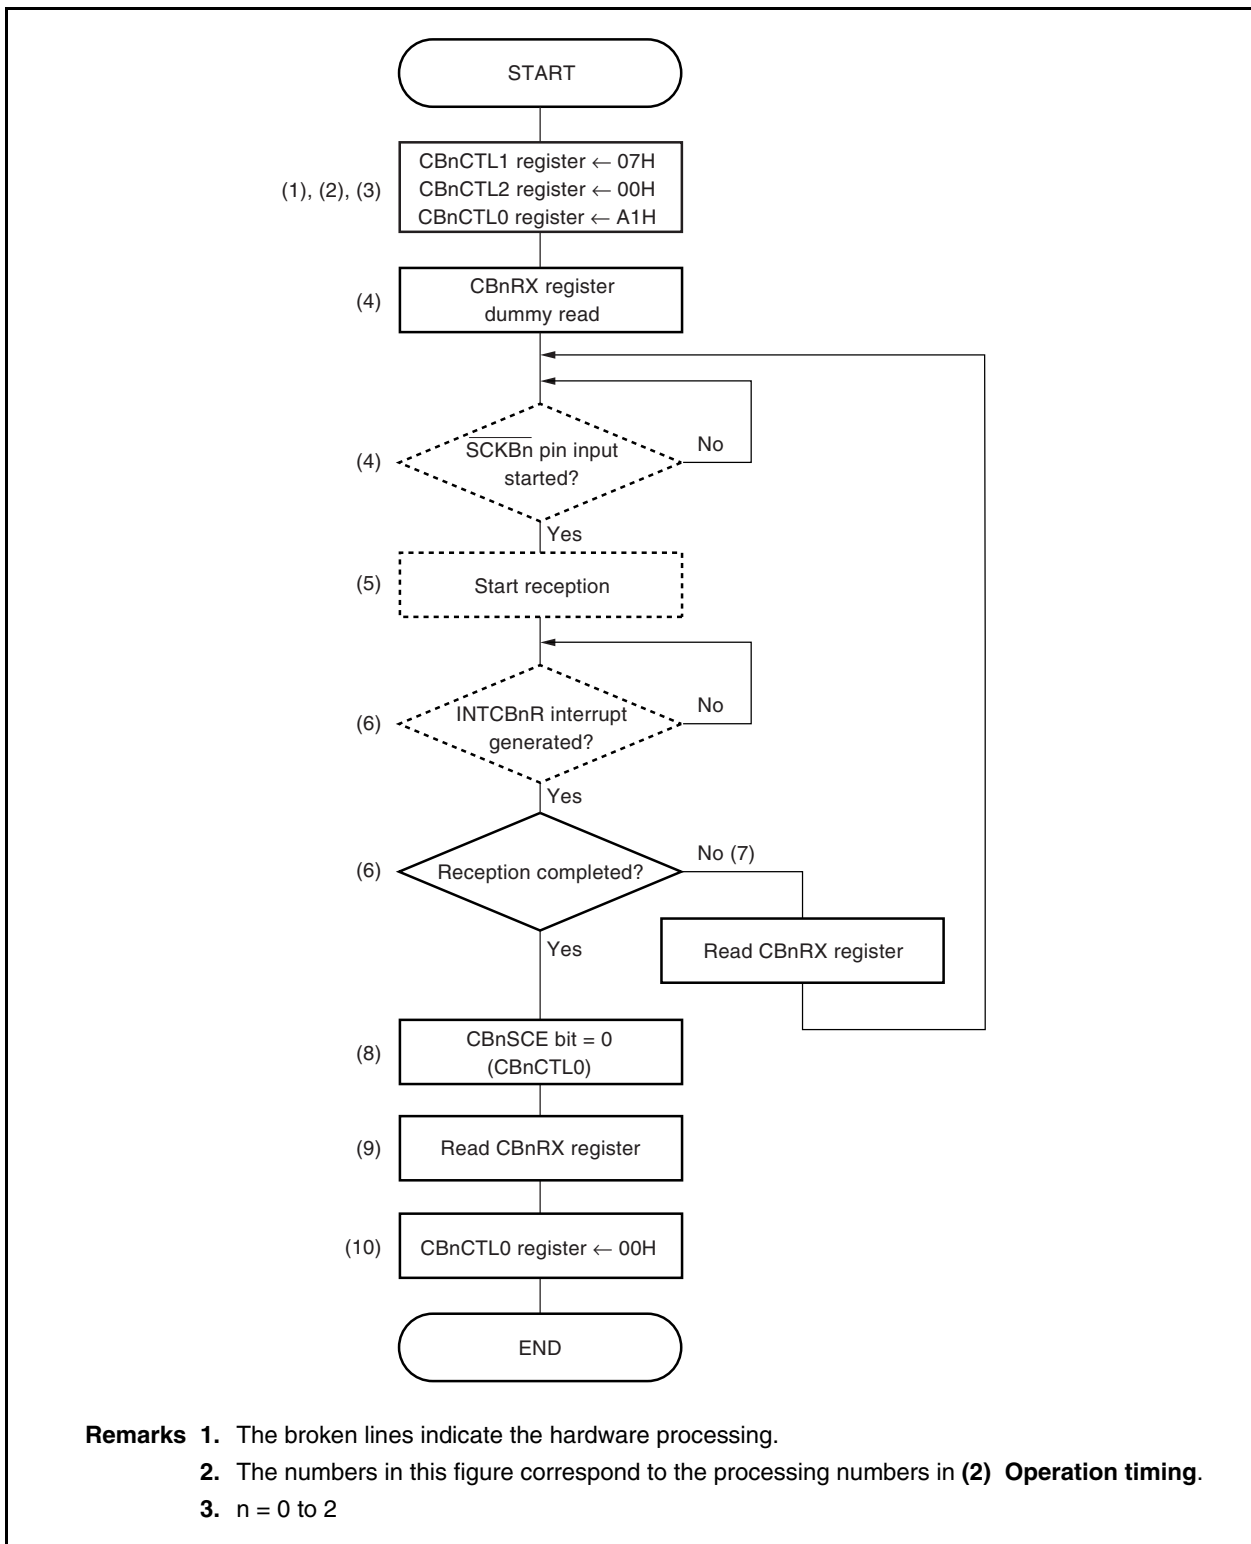 START
(1), (2), (3)
CBnCTL1 register ← 07H
CBnCTL2 register ← 00H
CBnCTL0 register ← A1H
(4)
CBnRX register
dummy read
(4)
SCKBn pin input
started?
No
Yes
(5)
Start reception
(6)
INTCBnR interrupt
generated?
No
Yes
(6)
Reception completed?
No (7)
Read CBnRX register
Yes
(8)
CBnSCE bit = 0
(CBnCTL0)
(9)
Read CBnRX register
(10)
CBnCTL0 register ← 00H
END
Remarks 1. The broken lines indicate the hardware processing.
2. The numbers in this figure correspond to the processing numbers in (2) Operation timing.
3. n = 0 to 2